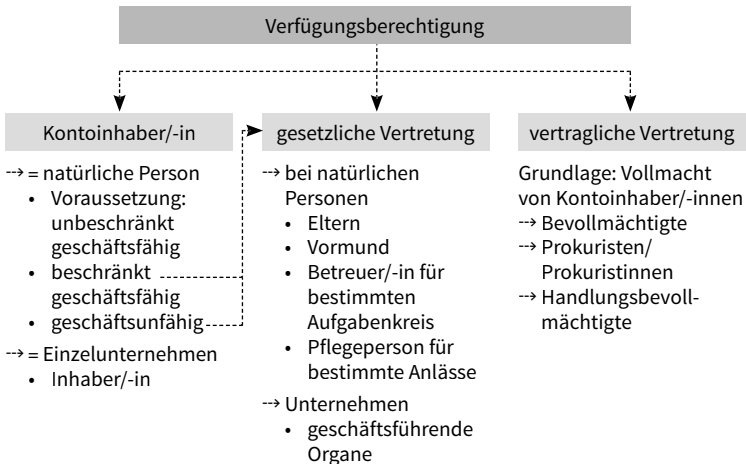 Verfügungsberechtigung
Kontoinhaber/-in
⇢ = natürliche Person
• Voraussetzung:
unbeschränkt
geschäftsfähig
• beschränkt
geschäftsfähig
• geschäftsunfähig
⇢ = Einzelunternehmen
• Inhaber/-in
gesetzliche Vertretung
⇢ bei natürlichen
Personen
• Eltern
• Vormund
• Betreuer/-in für
bestimmten
Aufgabenkreis
• Pflegeperson für
bestimmte Anlässe
⇢ Unternehmen
• geschäftsführende
Organe
vertragliche Vertretung
Grundlage: Vollmacht
von Kontoinhaber/-innen
⇢ Bevollmächtigte
⇢ Prokuristen/
Prokuristinnen
⇢ Handlungsbevoll-
mächtigte